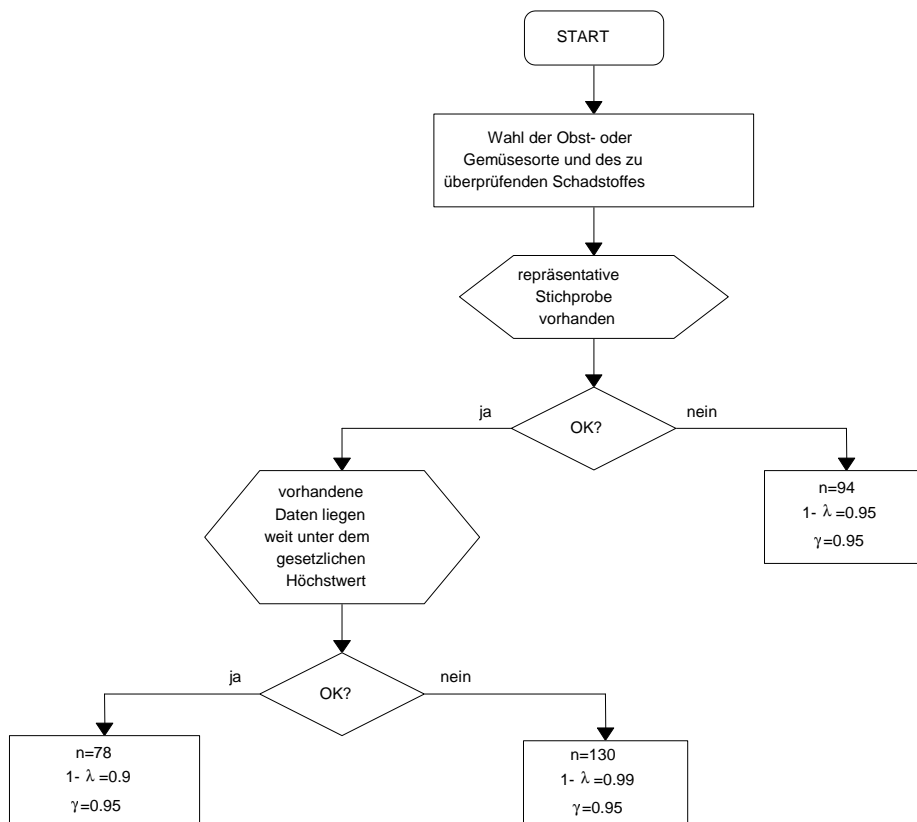 START
Wahl der Obst- oder
Gemüsesorte und des zu
überprüfenden Schadstoffes
repräsentative
Stichprobe
vorhanden
ja
OK?
nein
vorhandene
Daten liegen
weit unter dem
gesetzlichen
Höchstwert
n=94
1- λ =0.95
γ=0.95
ja
OK?
nein
n=78
1- λ =0.9
γ=0.95
n=130
1- λ =0.99
γ=0.95